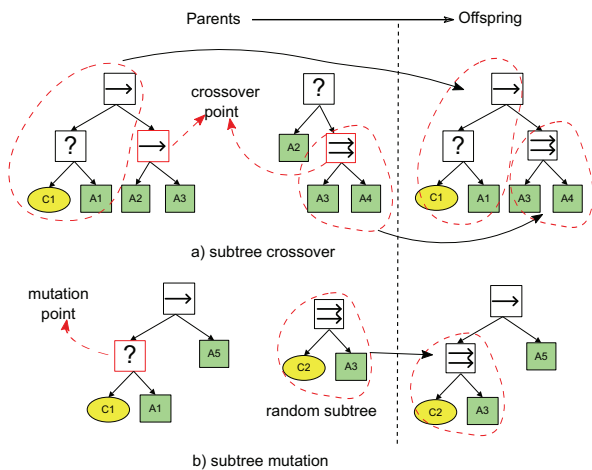 Parents
Offspring
?
crossover
point
?
A2
?
C1
A1
A2
A3
A3
A4
C1
A1
A3
A4
a) subtree crossover
mutation
point
?
A5
C1
A1
C2
A3
random subtree
A5
C2
A3
b) subtree mutation